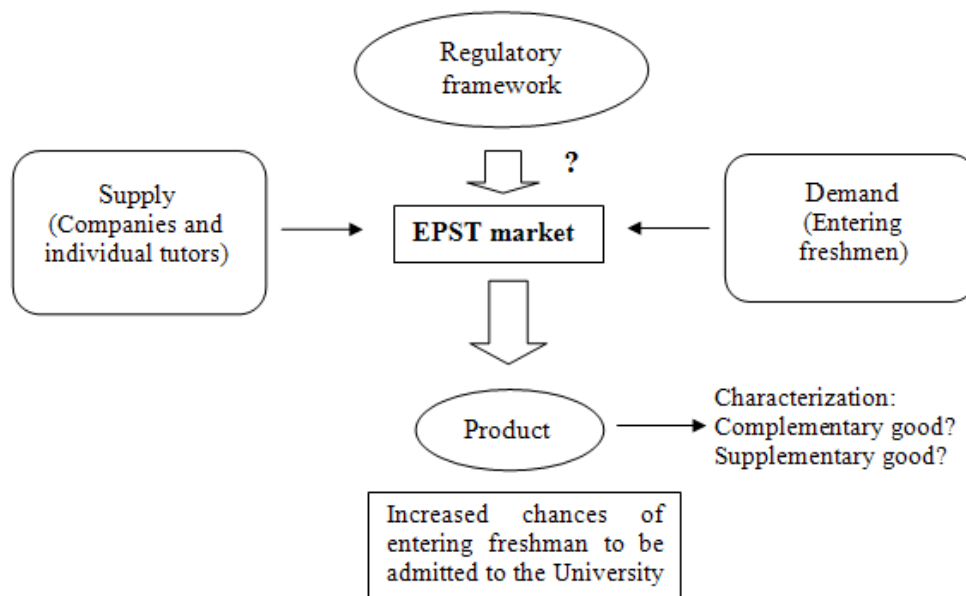 Regulatory
framework
?
Supply
(Companies and
individual tutors)
EPST market
Demand
(Entering
freshmen)
Product
Characterization:
Complementary good?
Supplementary good?
Increased chances of
entering freshman to be
admitted to the University